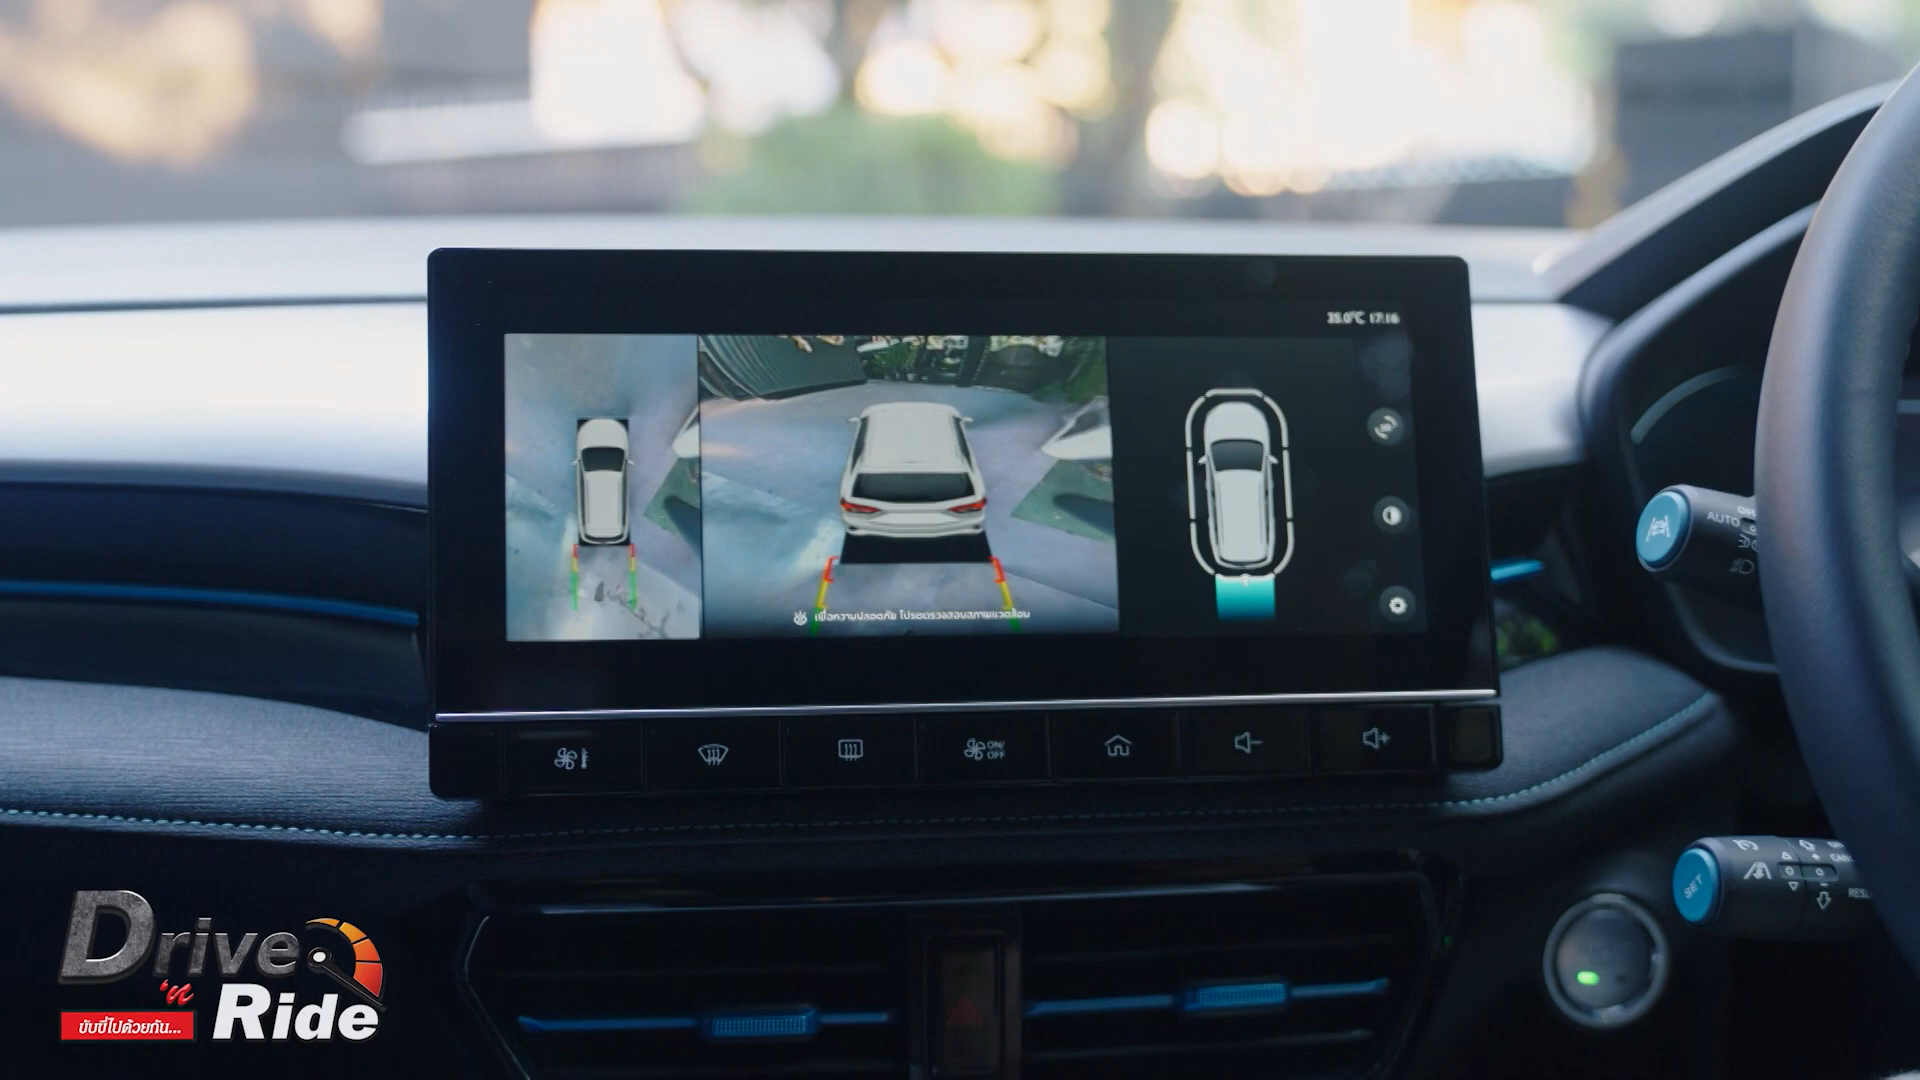 25.0℃ 17:16
เพื่อความปลอดภัย โปรดตรวจสอบสภาพแวดล้อม
ON/
OFF
OFF
AUTO
SET
RES
Drive
'n
Ride
ขับขี่ไปด้วยกัน...